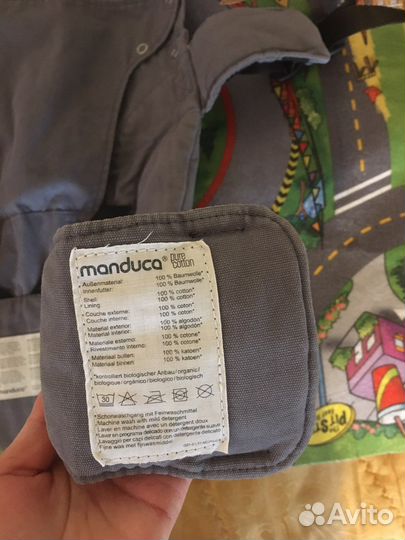 manduca® pure cotton
Außenmaterial: 100 % Baumwolle*
Innenfutter: 100 % Baumwolle*
Shell: 100 % cotton*
Lining: 100 % cotton*
Couche externe: 100 % coton*
Couche interne: 100 % coton*
Material exterior: 100 % algodón*
Material interior: 100 % algodón*
Materiale esterno: 100 % cotone*
Rivestimento interno: 100 % cotone*
Materiaal buiten: 100 % katoen*
Materiaal binnen: 100 % katoen*
*kontrolliert biologischer Anbau/organic/
biologique/orgánico/biologico/biologisch
30
Schonwaschgang mit Feinwaschmittel
Machine wash with mild detergent
Laver en machine avec un détergent doux
Lavar en programa delicado con un detergente suave
Lavaggio per capi delicati con detergente delicato
Fijne was met fijnwasmiddel
manduca
PIT ST
Avito